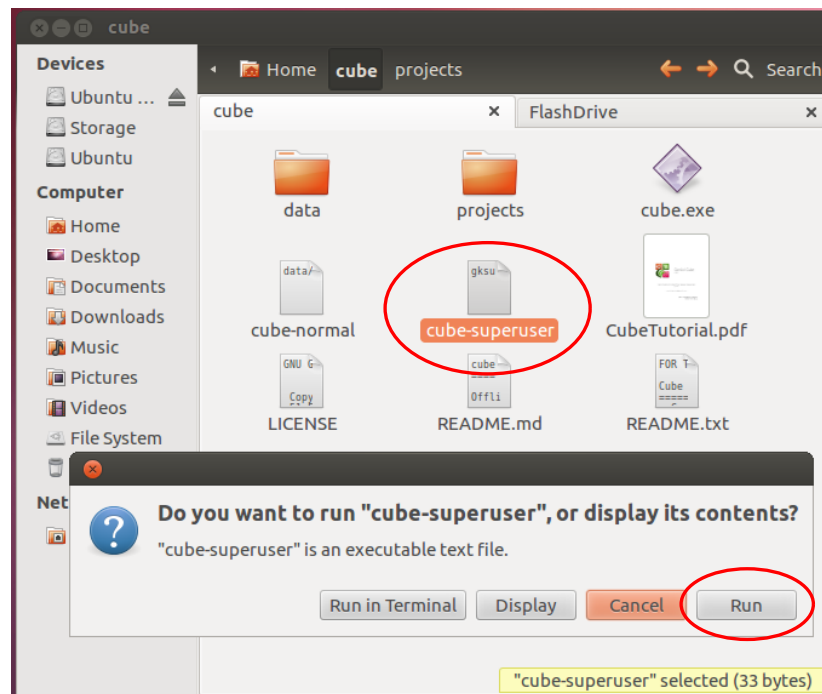 cube
Devices
Ubuntu ...
Storage
Ubuntu
Computer
Home
Desktop
Documents
Downloads
Music
Pictures
Videos
File System
Net
Home cube projects Search
cube FlashDrive
data projects cube.exe
data/
gksu
cube-normal cube-superuser CubeTutorial.pdf
GNU G
Copy
cube
====
Offli
FOR T
Cube
=====
LICENSE README.md README.txt
Do you want to run "cube-superuser", or display its contents?
"cube-superuser" is an executable text file.
Run in Terminal Display Cancel Run
"cube-superuser" selected (33 bytes)